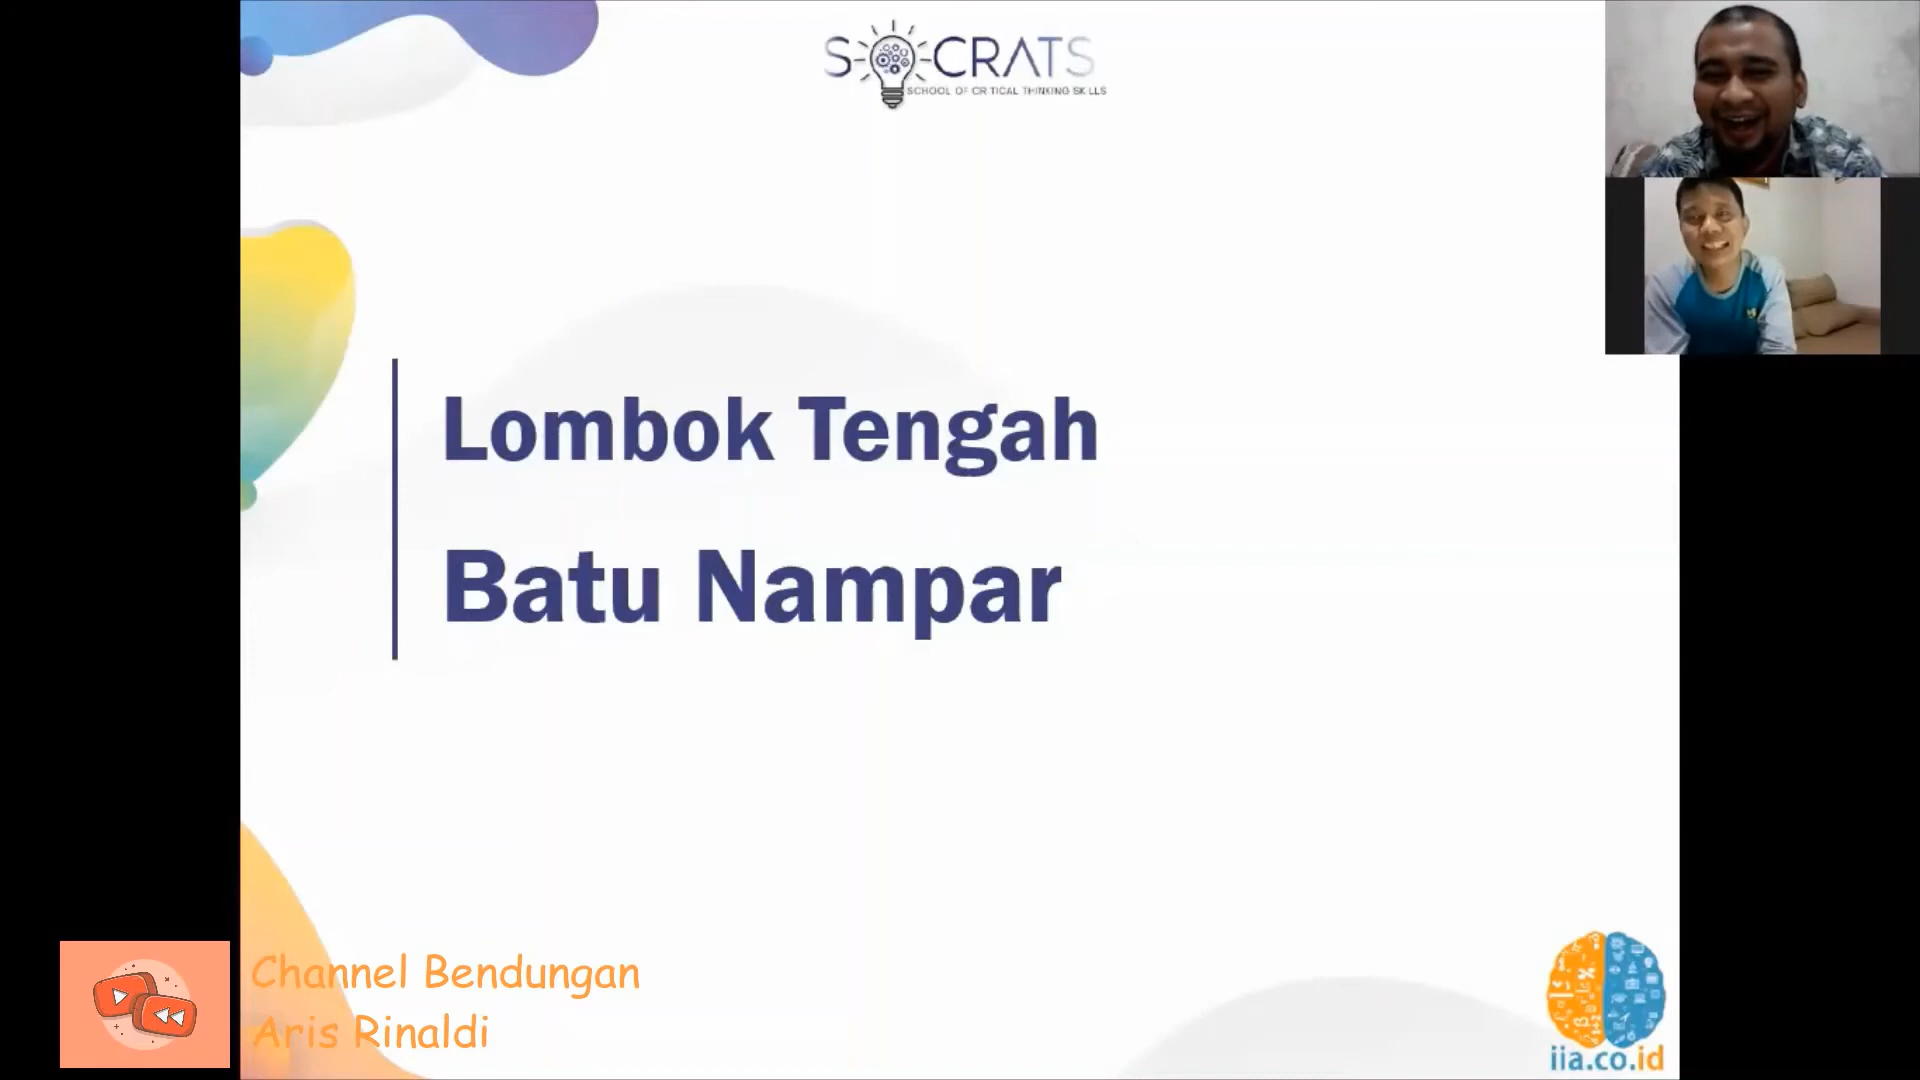 SOCRATS
SCHOOL OF CRITICAL THINKING SKILLS
Lombok Tengah
Batu Nampar
Channel Bendungan
Aris Rinaldi
iia.co.id